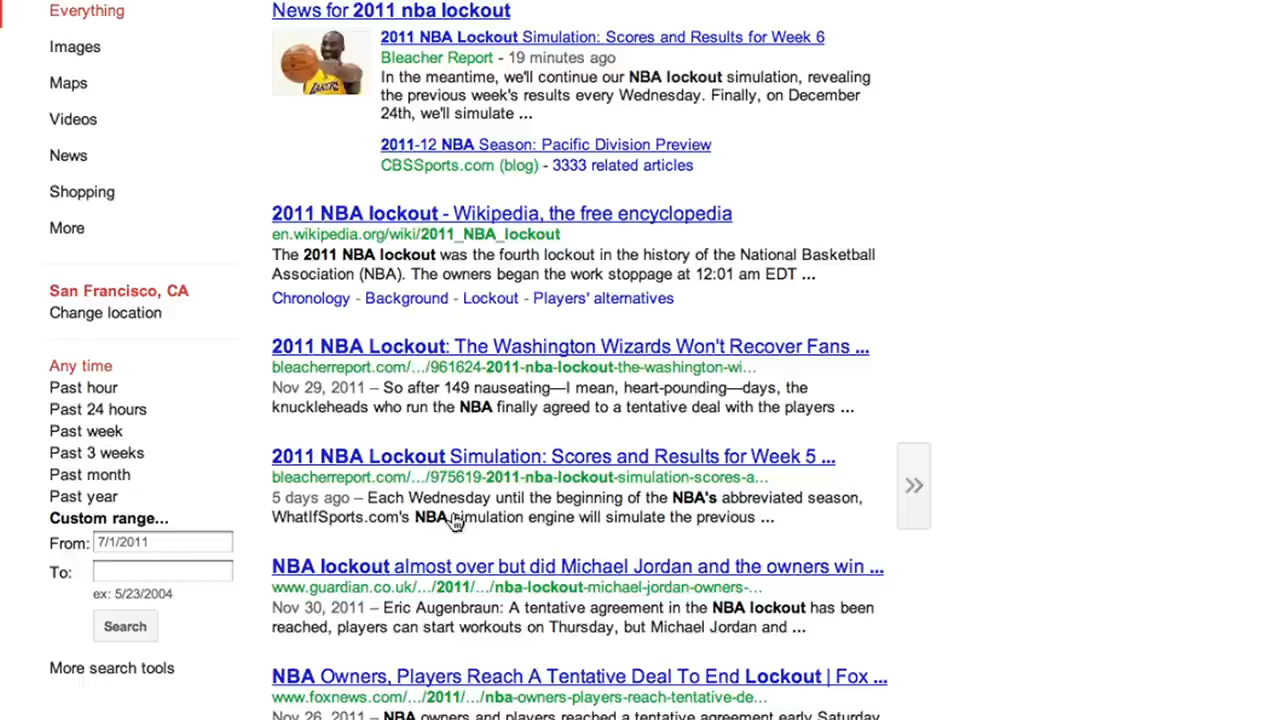 Everything
Images
Maps
Videos
News
Shopping
More
San Francisco, CA
Change location
Any time
Past hour
Past 24 hours
Past week
Past 3 weeks
Past month
Past year
Custom range...
From: 7/1/2011
To:
ex: 5/23/2004
Search
More search tools
News for 2011 nba lockout
2011 NBA Lockout Simulation: Scores and Results for Week 6
Bleacher Report - 19 minutes ago
In the meantime, we'll continue our NBA lockout simulation, revealing
the previous week's results every Wednesday. Finally, on December
24th, we'll simulate ...
2011-12 NBA Season: Pacific Division Preview
CBSSports.com (blog) - 3333 related articles
2011 NBA lockout - Wikipedia, the free encyclopedia
en.wikipedia.org/wiki/2011_NBA_lockout
The 2011 NBA lockout was the fourth lockout in the history of the National Basketball
Association (NBA). The owners began the work stoppage at 12:01 am EDT ...
Chronology - Background - Lockout - Players' alternatives
2011 NBA Lockout: The Washington Wizards Won't Recover Fans ...
bleacherreport.com/.../961624-2011-nba-lockout-the-washington-wi...
Nov 29, 2011 – So after 149 nauseating—I mean, heart-pounding—days, the
knuckleheads who run the NBA finally agreed to a tentative deal with the players ...
2011 NBA Lockout Simulation: Scores and Results for Week 5 ...
bleacherreport.com/.../975619-2011-nba-lockout-simulation-scores-a...
5 days ago – Each Wednesday until the beginning of the NBA's abbreviated season,
WhatIfSports.com's NBA simulation engine will simulate the previous ...
NBA lockout almost over but did Michael Jordan and the owners win ...
www.guardian.co.uk/.../2011/.../nba-lockout-michael-jordan-owners-...
Nov 30, 2011 – Eric Augenbraun: A tentative agreement in the NBA lockout has been
reached, players can start workouts on Thursday, but Michael Jordan and ...
NBA Owners, Players Reach A Tentative Deal To End Lockout | Fox ...
www.foxnews.com/.../2011/.../nba-owners-players-reach-tentative-de...
Nov 26, 2011 – NBA owners and players reached a tentative agreement early Saturday